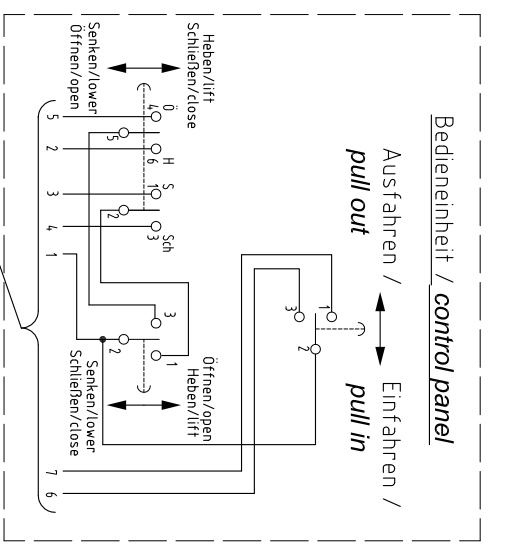 Bedieneinheit / control panel
Ausfahren / Einfahren /
pull out pull in
1
3
2
Heben/lift
Schließen/close
Senken/lower
Öffnen/open
Ö
4
5
H
6
S
1
2
Sch
3
3
1
2
Öffnen/open
Heben/lift
Senken/lower
Schließen/close
5
2
3
4
1
7
6